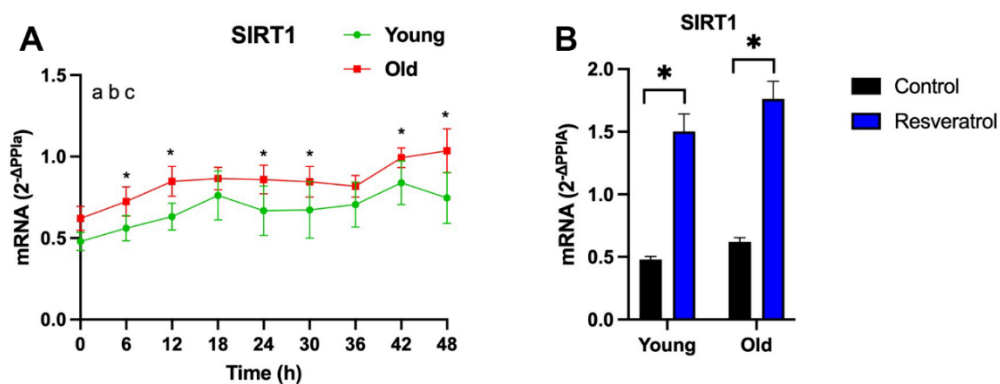 A
SIRT1
Young
Old
mRNA (2-ΔPPIa)
1.5
1.0
0.5
0.0
a b c
*
*
*
*
*
*
0 6 12 18 24 30 36 42 48
Time (h)
B
SIRT1
mRNA (2-ΔPPIA)
2.0
1.5
1.0
0.5
0.0
*
*
Young Old
Control
Resveratrol